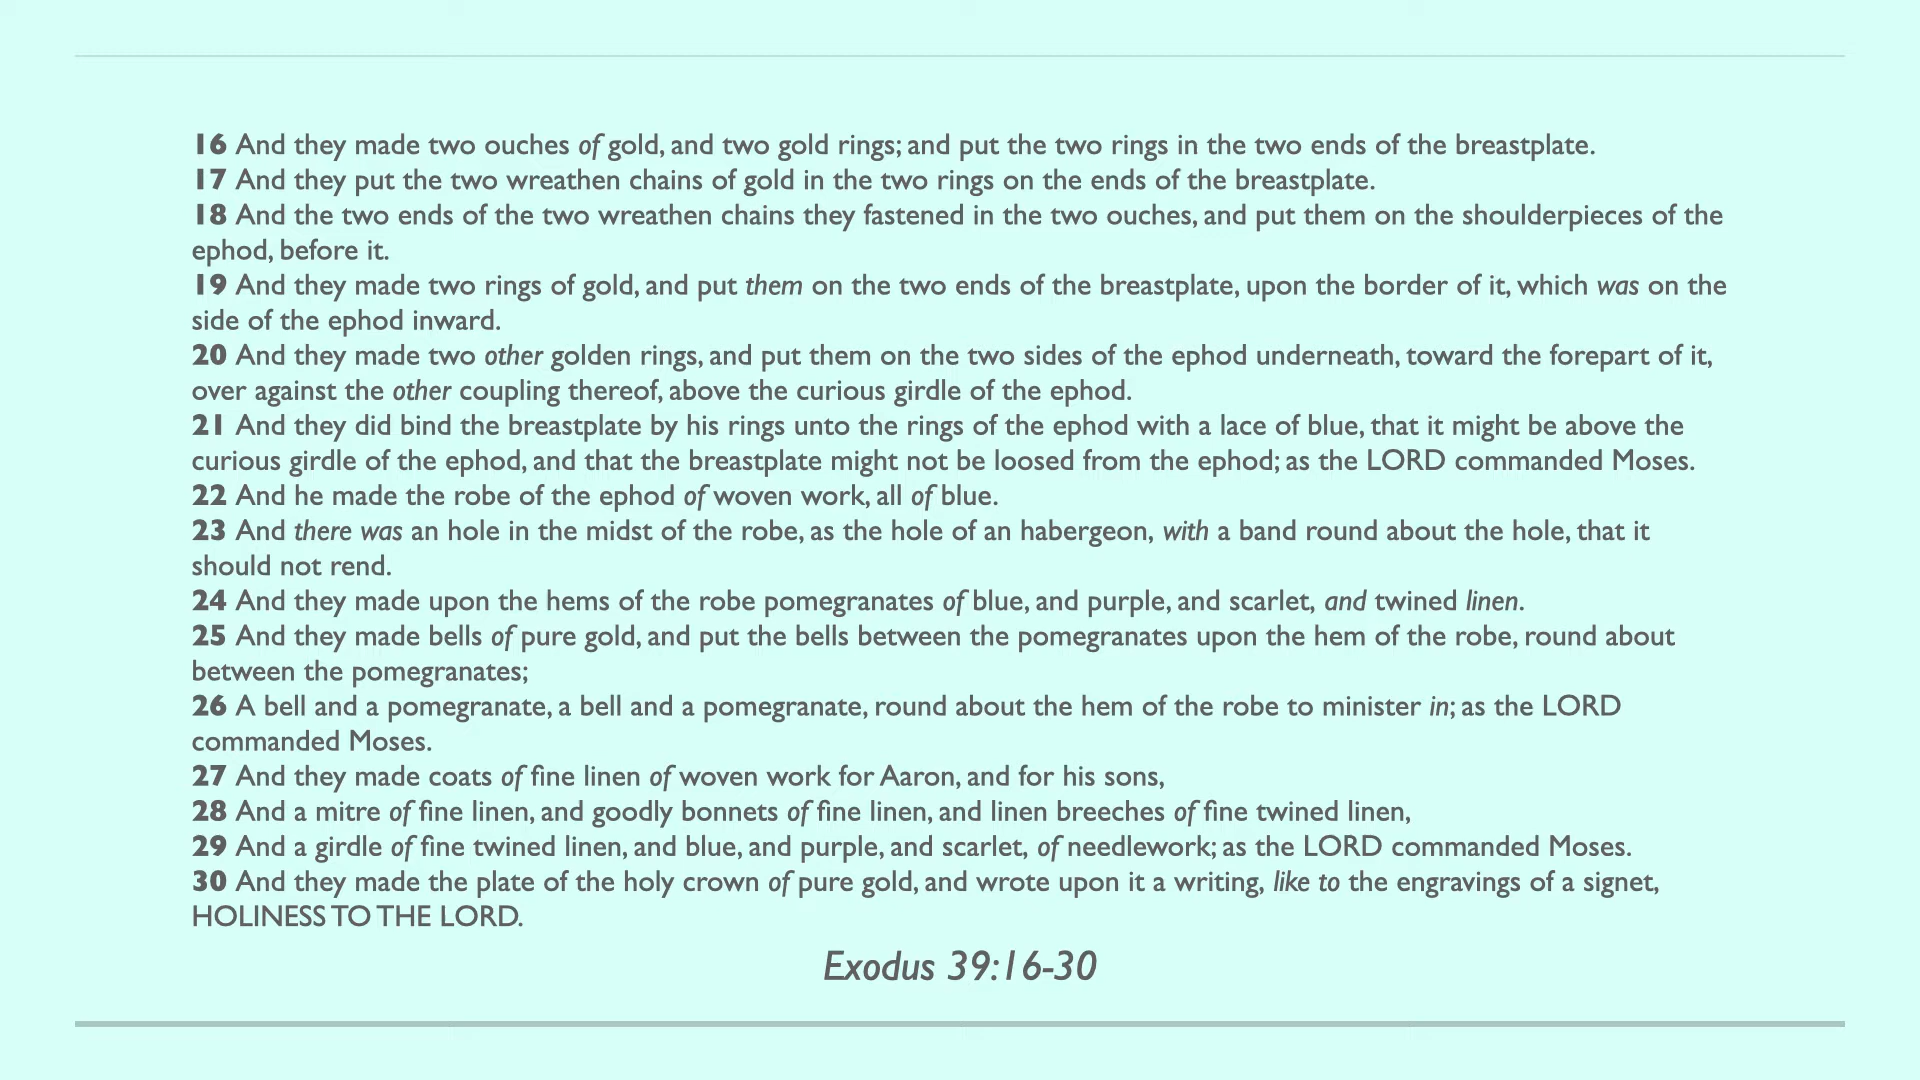 16 And they made two ouches of gold, and two gold rings; and put the two rings in the two ends of the breastplate.
17 And they put the two wreathen chains of gold in the two rings on the ends of the breastplate.
18 And the two ends of the two wreathen chains they fastened in the two ouches, and put them on the shoulderpieces of the
ephod, before it.
19 And they made two rings of gold, and put them on the two ends of the breastplate, upon the border of it, which was on the
side of the ephod inward.
20 And they made two other golden rings, and put them on the two sides of the ephod underneath, toward the forepart of it,
over against the other coupling thereof, above the curious girdle of the ephod.
21 And they did bind the breastplate by his rings unto the rings of the ephod with a lace of blue, that it might be above the
curious girdle of the ephod, and that the breastplate might not be loosed from the ephod; as the LORD commanded Moses.
22 And he made the robe of the ephod of woven work, all of blue.
23 And there was an hole in the midst of the robe, as the hole of an habergeon, with a band round about the hole, that it
should not rend.
24 And they made upon the hems of the robe pomegranates of blue, and purple, and scarlet, and twined linen.
25 And they made bells of pure gold, and put the bells between the pomegranates upon the hem of the robe, round about
between the pomegranates;
26 A bell and a pomegranate, a bell and a pomegranate, round about the hem of the robe to minister in; as the LORD
commanded Moses.
27 And they made coats of fine linen of woven work for Aaron, and for his sons,
28 And a mitre of fine linen, and goodly bonnets of fine linen, and linen breeches of fine twined linen,
29 And a girdle of fine twined linen, and blue, and purple, and scarlet, of needlework; as the LORD commanded Moses.
30 And they made the plate of the holy crown of pure gold, and wrote upon it a writing, like to the engravings of a signet,
HOLINESS TO THE LORD.
Exodus 39:16-30